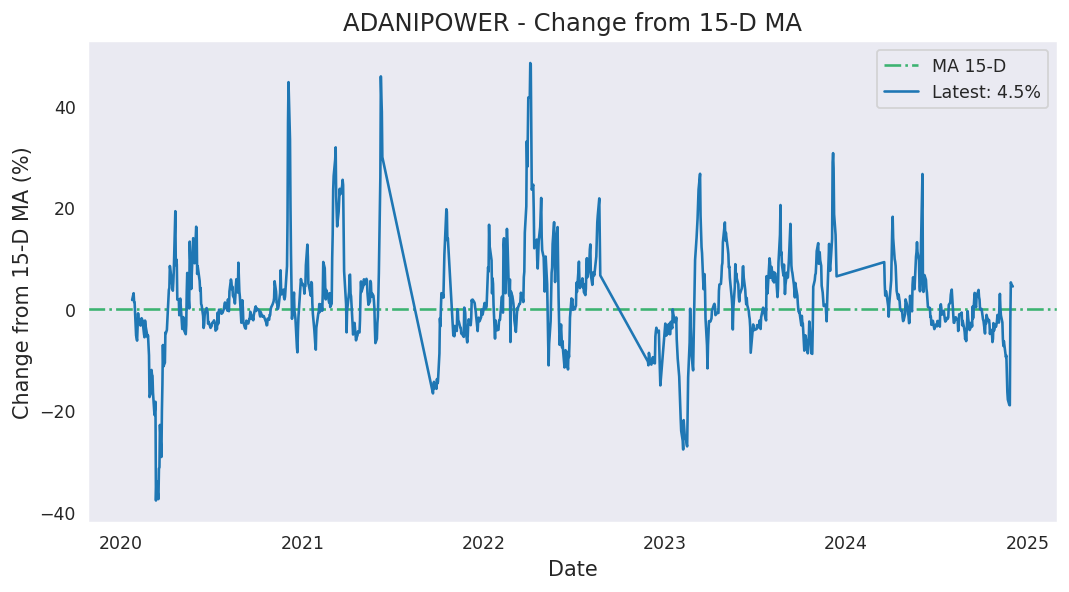 ADANIPOWER - Change from 15-D MA
MA 15-D
Latest: 4.5%
Change from 15-D MA (%)
40
20
0
−20
−40
2020
2021
2022
2023
2024
2025
Date